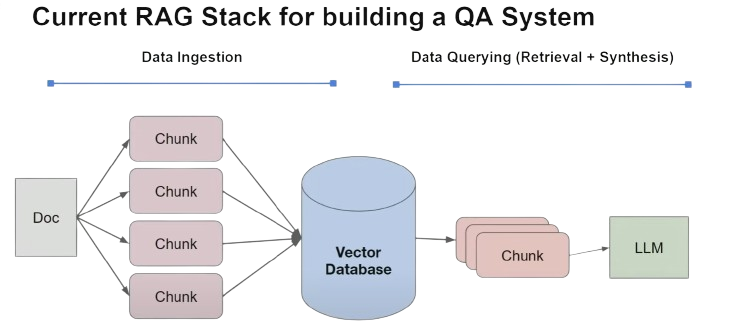 Current RAG Stack for building a QA System
Data Ingestion
Data Querying (Retrieval + Synthesis)
Doc
Chunk
Chunk
Chunk
Chunk
Vector
Database
Chunk
LLM